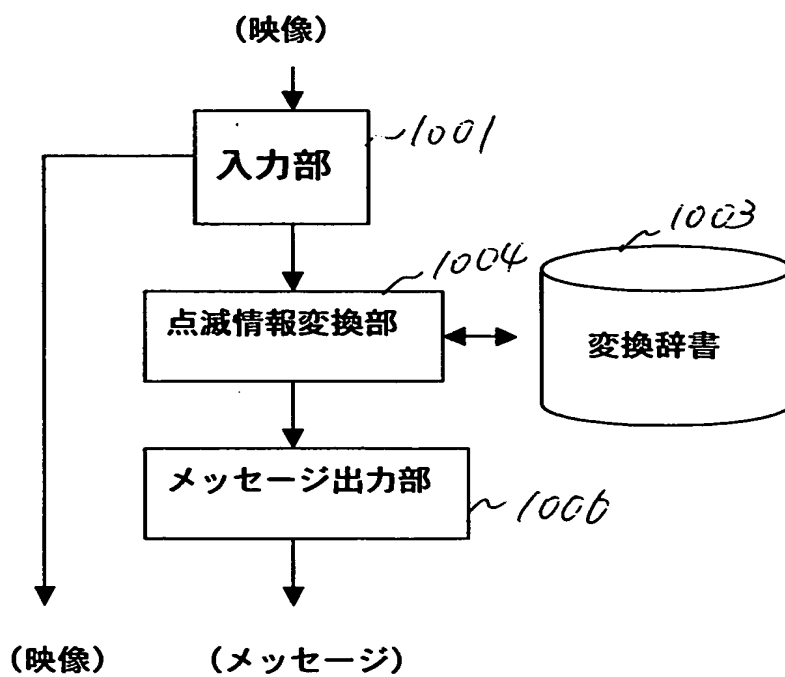 (映像)
入力部
1001
1003
1004
点滅情報変換部
変換辞書
メッセージ出力部
1006
(映像)
(メッセージ)